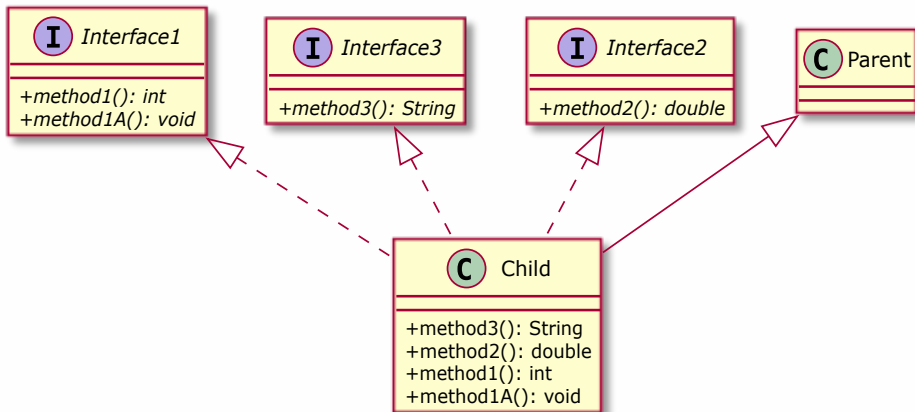 I Interface1
+method1(): int
+method1A(): void
I Interface3
+method3(): String
I Interface2
+method2(): double
C Parent
C Child
+method3(): String
+method2(): double
+method1(): int
+method1A(): void